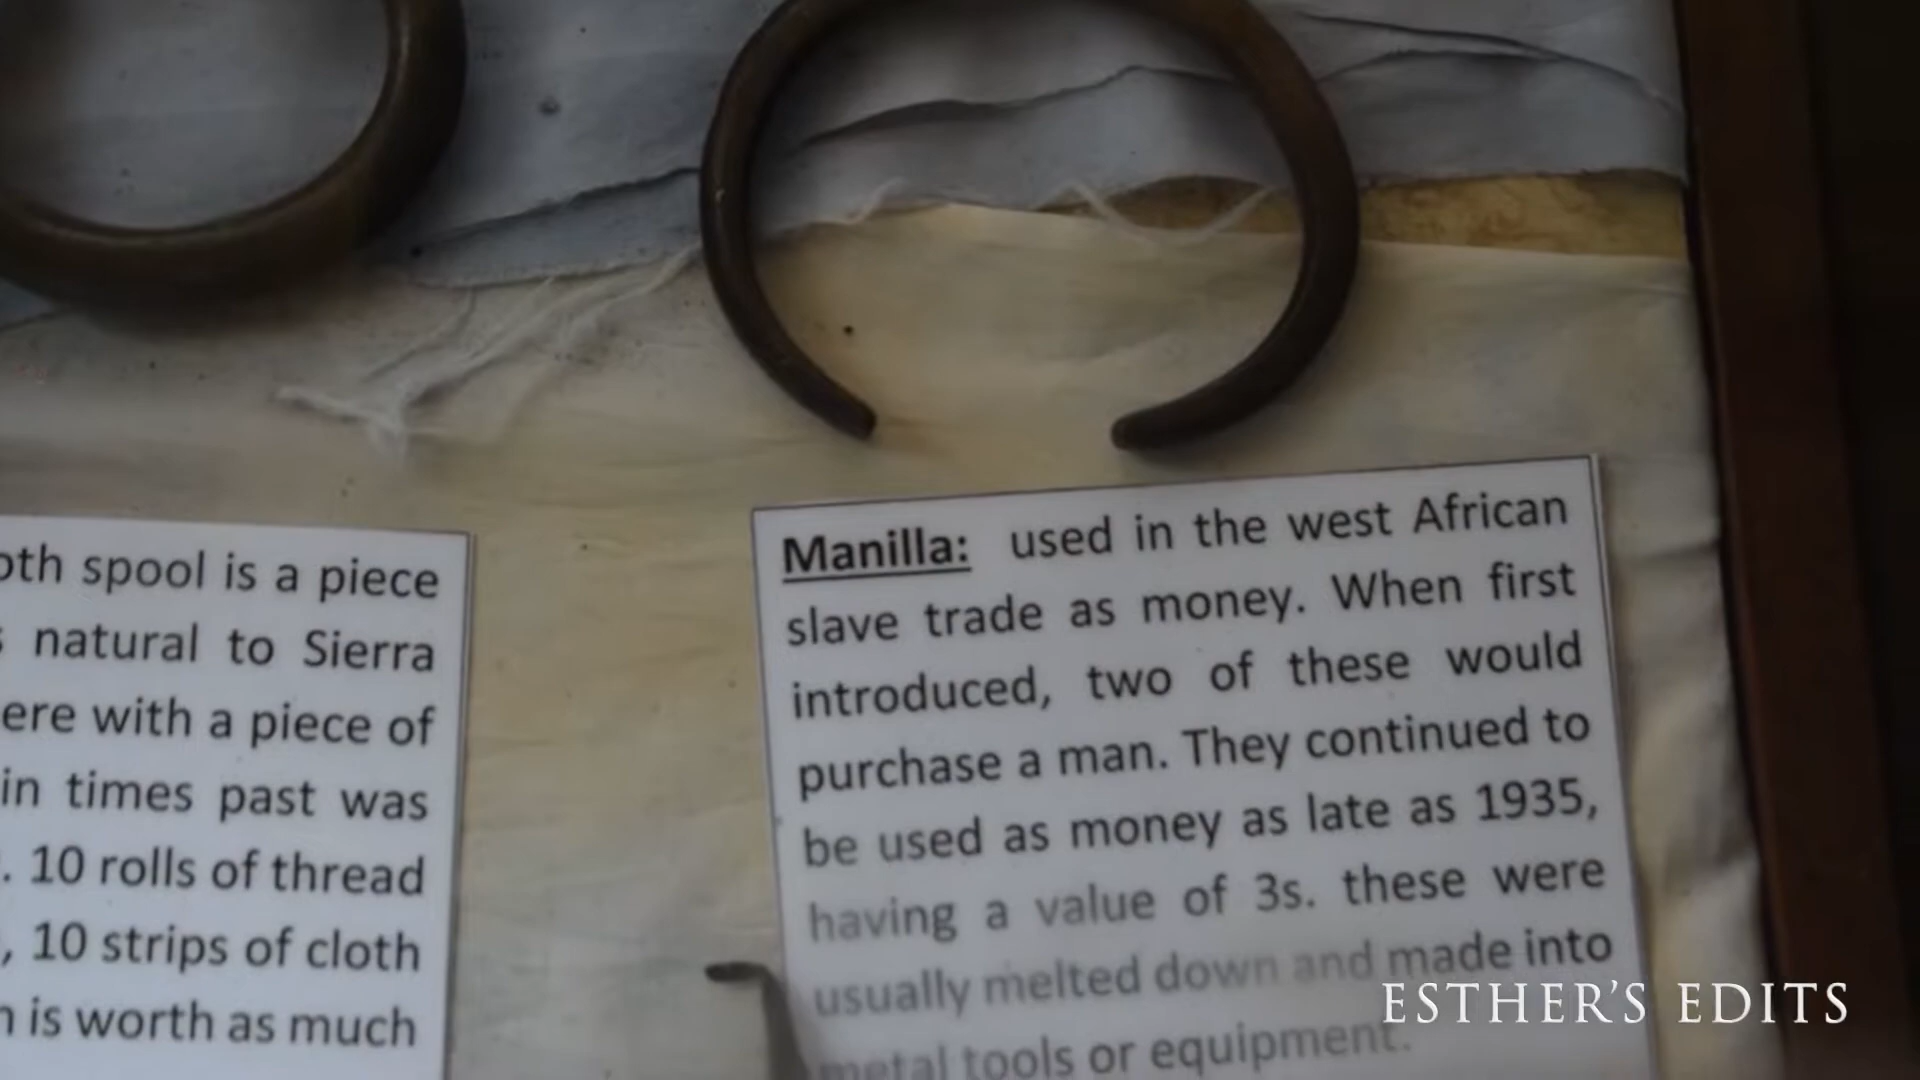 oth spool is a piece
natural to Sierra
ere with a piece of
in times past was
. 10 rolls of thread
, 10 strips of cloth
is worth as much
Manilla: used in the west African
slave trade as money. When first
introduced, two of these would
purchase a man. They continued to
be used as money as late as 1935,
having a value of 3s. these were
usually melted down and made into
metal tools or equipment.
ESTHER'S EDITS